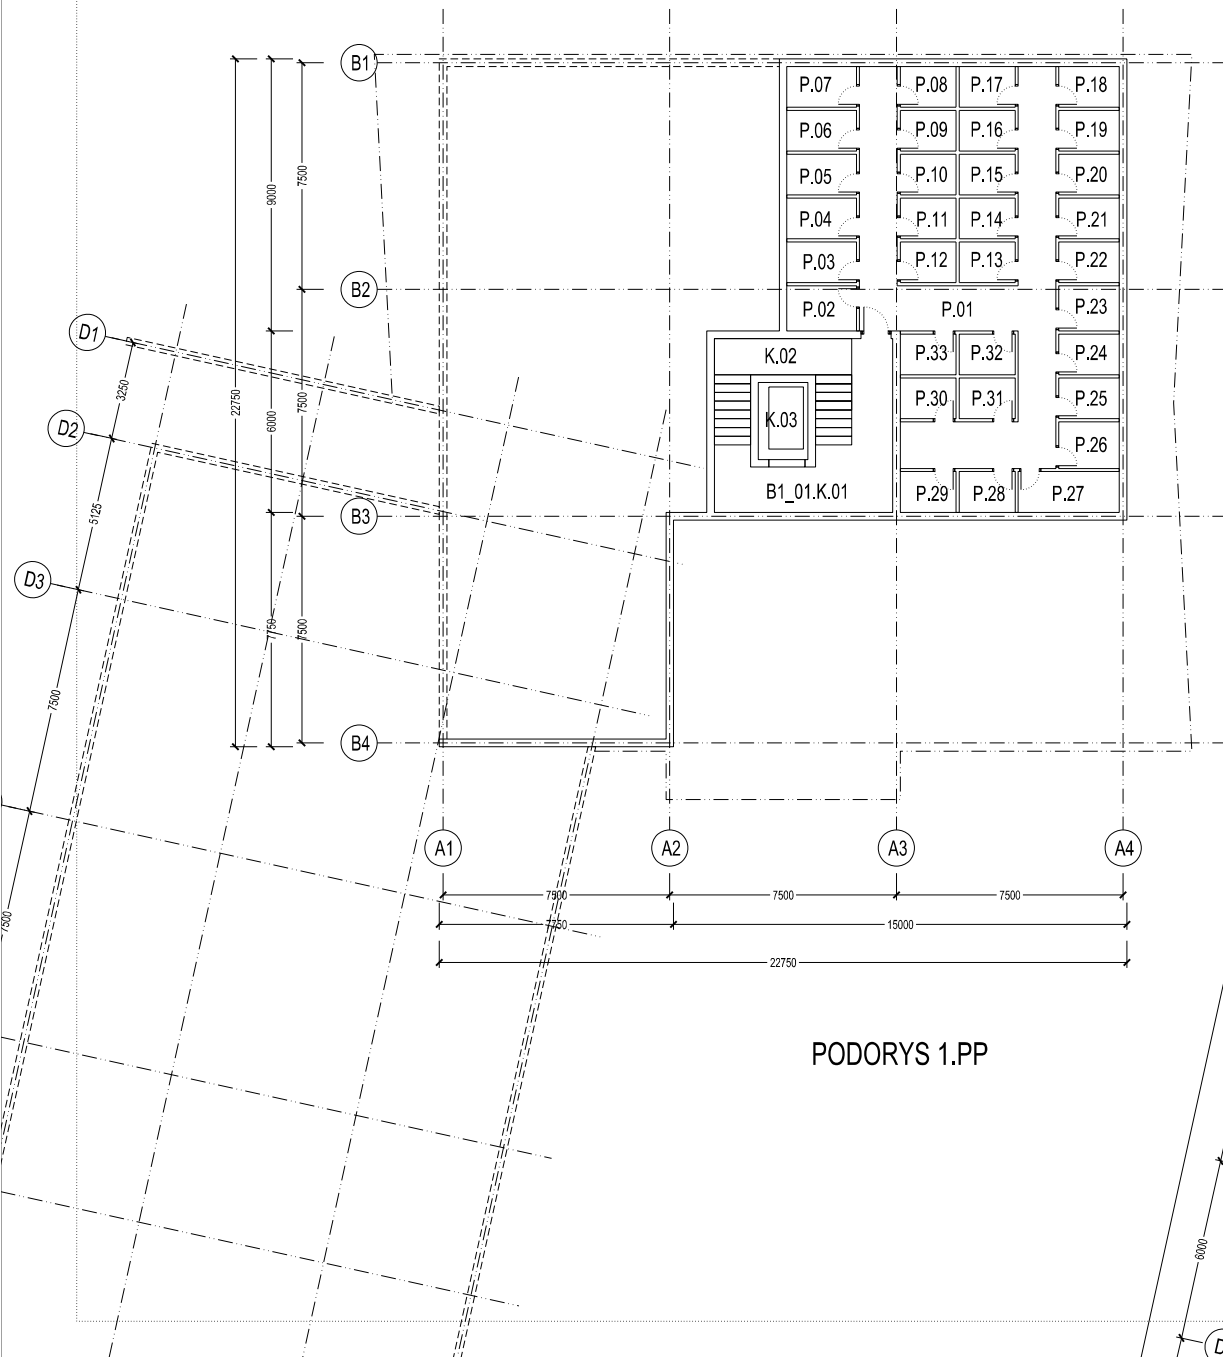 B1
P.07 P.08 P.17 P.18
P.06 P.09 P.16 P.19
P.05 P.10 P.15 P.20
P.04 P.11 P.14 P.21
P.03 P.12 P.13 P.22
B2
P.02 P.01 P.23
K.02 P.33 P.32 P.24
K.03 P.30 P.31 P.25
P.26
B1_01.K.01 P.29 P.28 P.27
B3
B4
D1
D2
D3
3250
5125
7500
7500
22750
9000
6000
7750
7500
7500
7500
A1 A2 A3 A4
7500 7500 7500
7750 15000
22750
PODORYS 1.PP
6000
D